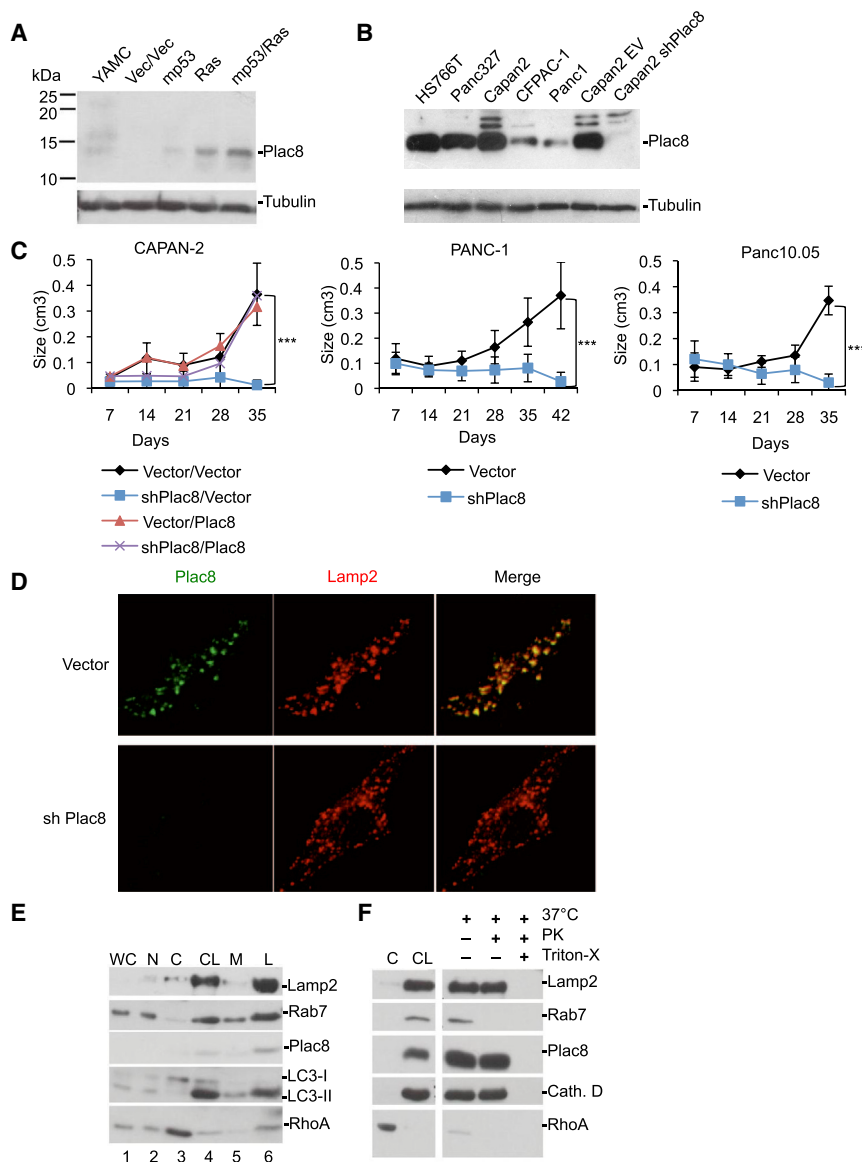 A
YAMC
Vec/Vec
mp53
Ras
mp53/Ras
kDa
25
20
15
10
-Plac8
-Tubulin
B
HS766T
Panc327
Capan2
CFPAC-1
Panc1
Capan2 EV
Capan2 shPlac8
-Plac8
-Tubulin
C
CAPAN-2
Size (cm3)
0.5
0.4
0.3
0.2
0.1
0
7 14 21 28 35
Days
***
Vector/Vector
shPlac8/Vector
Vector/Plac8
shPlac8/Plac8
PANC-1
Size (cm3)
0.5
0.4
0.3
0.2
0.1
0
7 14 21 28 35 42
Days
***
Vector
shPlac8
Panc10.05
Size (cm3)
0.5
0.4
0.3
0.2
0.1
0
7 14 21 28 35
Days
***
Vector
shPlac8
D
Plac8 Lamp2 Merge
Vector
sh Plac8
E
WC N C CL M L
-Lamp2
-Rab7
-Plac8
-LC3-I
-LC3-II
-RhoA
1 2 3 4 5 6
F
+ + + 37°C
– + + PK
– – + Triton-X
C CL
-Lamp2
-Rab7
-Plac8
-Cath. D
-RhoA